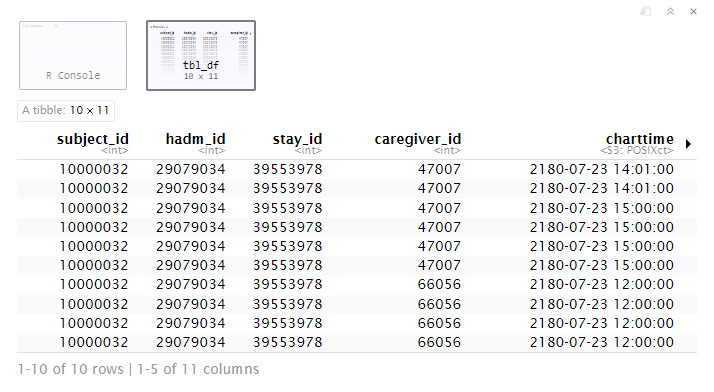 R Console
tbl_df
10 x 11
A tibble: 10 × 11
subject_id hadm_id stay_id caregiver_id charttime
<int> <int> <int> <int> <S3: POSIXct>
10000032 29079034 39553978 47007 2180-07-23 14:01:00
10000032 29079034 39553978 47007 2180-07-23 14:01:00
10000032 29079034 39553978 47007 2180-07-23 15:00:00
10000032 29079034 39553978 47007 2180-07-23 15:00:00
10000032 29079034 39553978 47007 2180-07-23 15:00:00
10000032 29079034 39553978 47007 2180-07-23 15:00:00
10000032 29079034 39553978 66056 2180-07-23 12:00:00
10000032 29079034 39553978 66056 2180-07-23 12:00:00
10000032 29079034 39553978 66056 2180-07-23 12:00:00
10000032 29079034 39553978 66056 2180-07-23 12:00:00
1-10 of 10 rows | 1-5 of 11 columns